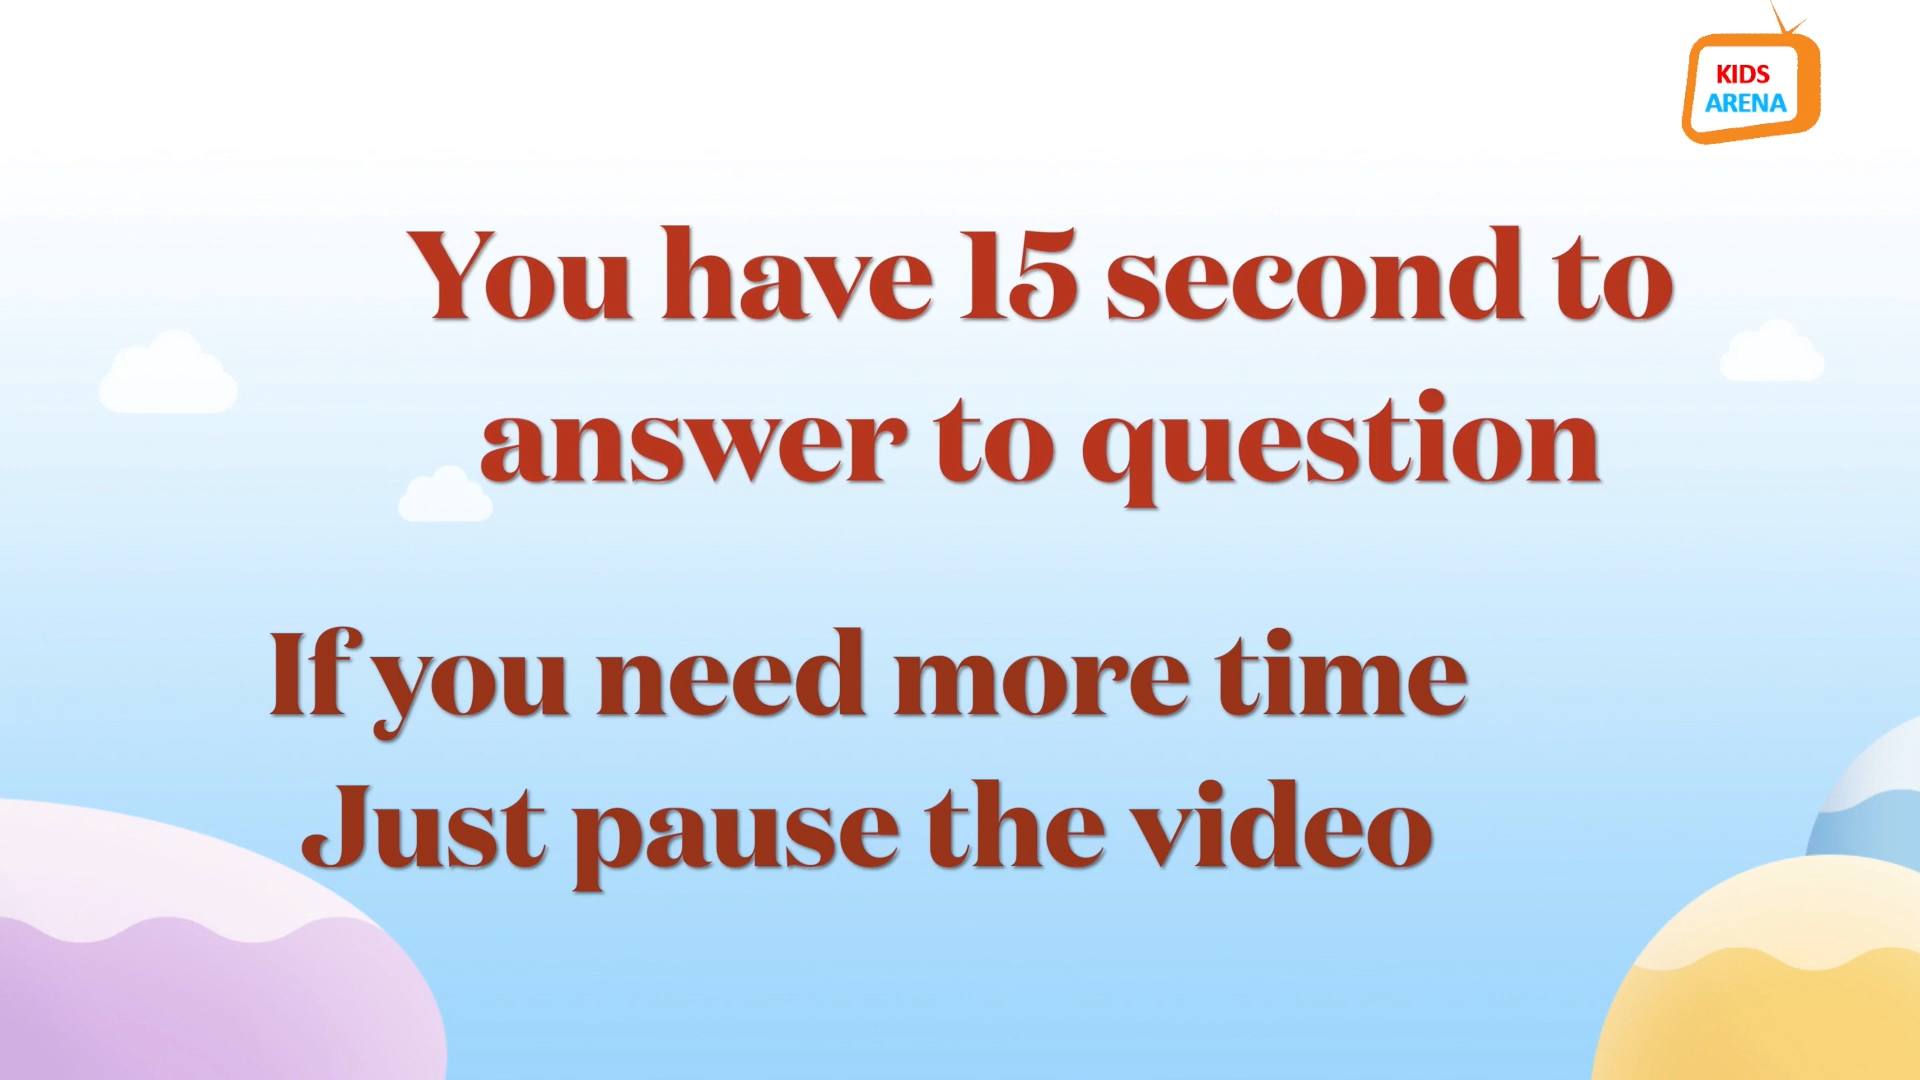 KIDS
ARENA
You have 15 second to
answer to question
If you need more time
Just pause the video